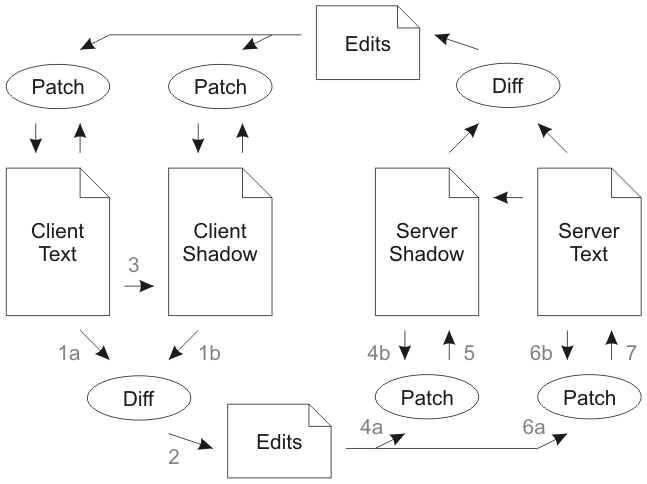 Edits
Patch
Patch
Diff
Client
Text
Client
Shadow
Server
Shadow
Server
Text
3
1a
1b
4b
5
6b
7
Diff
Patch
Patch
2
Edits
4a
6a